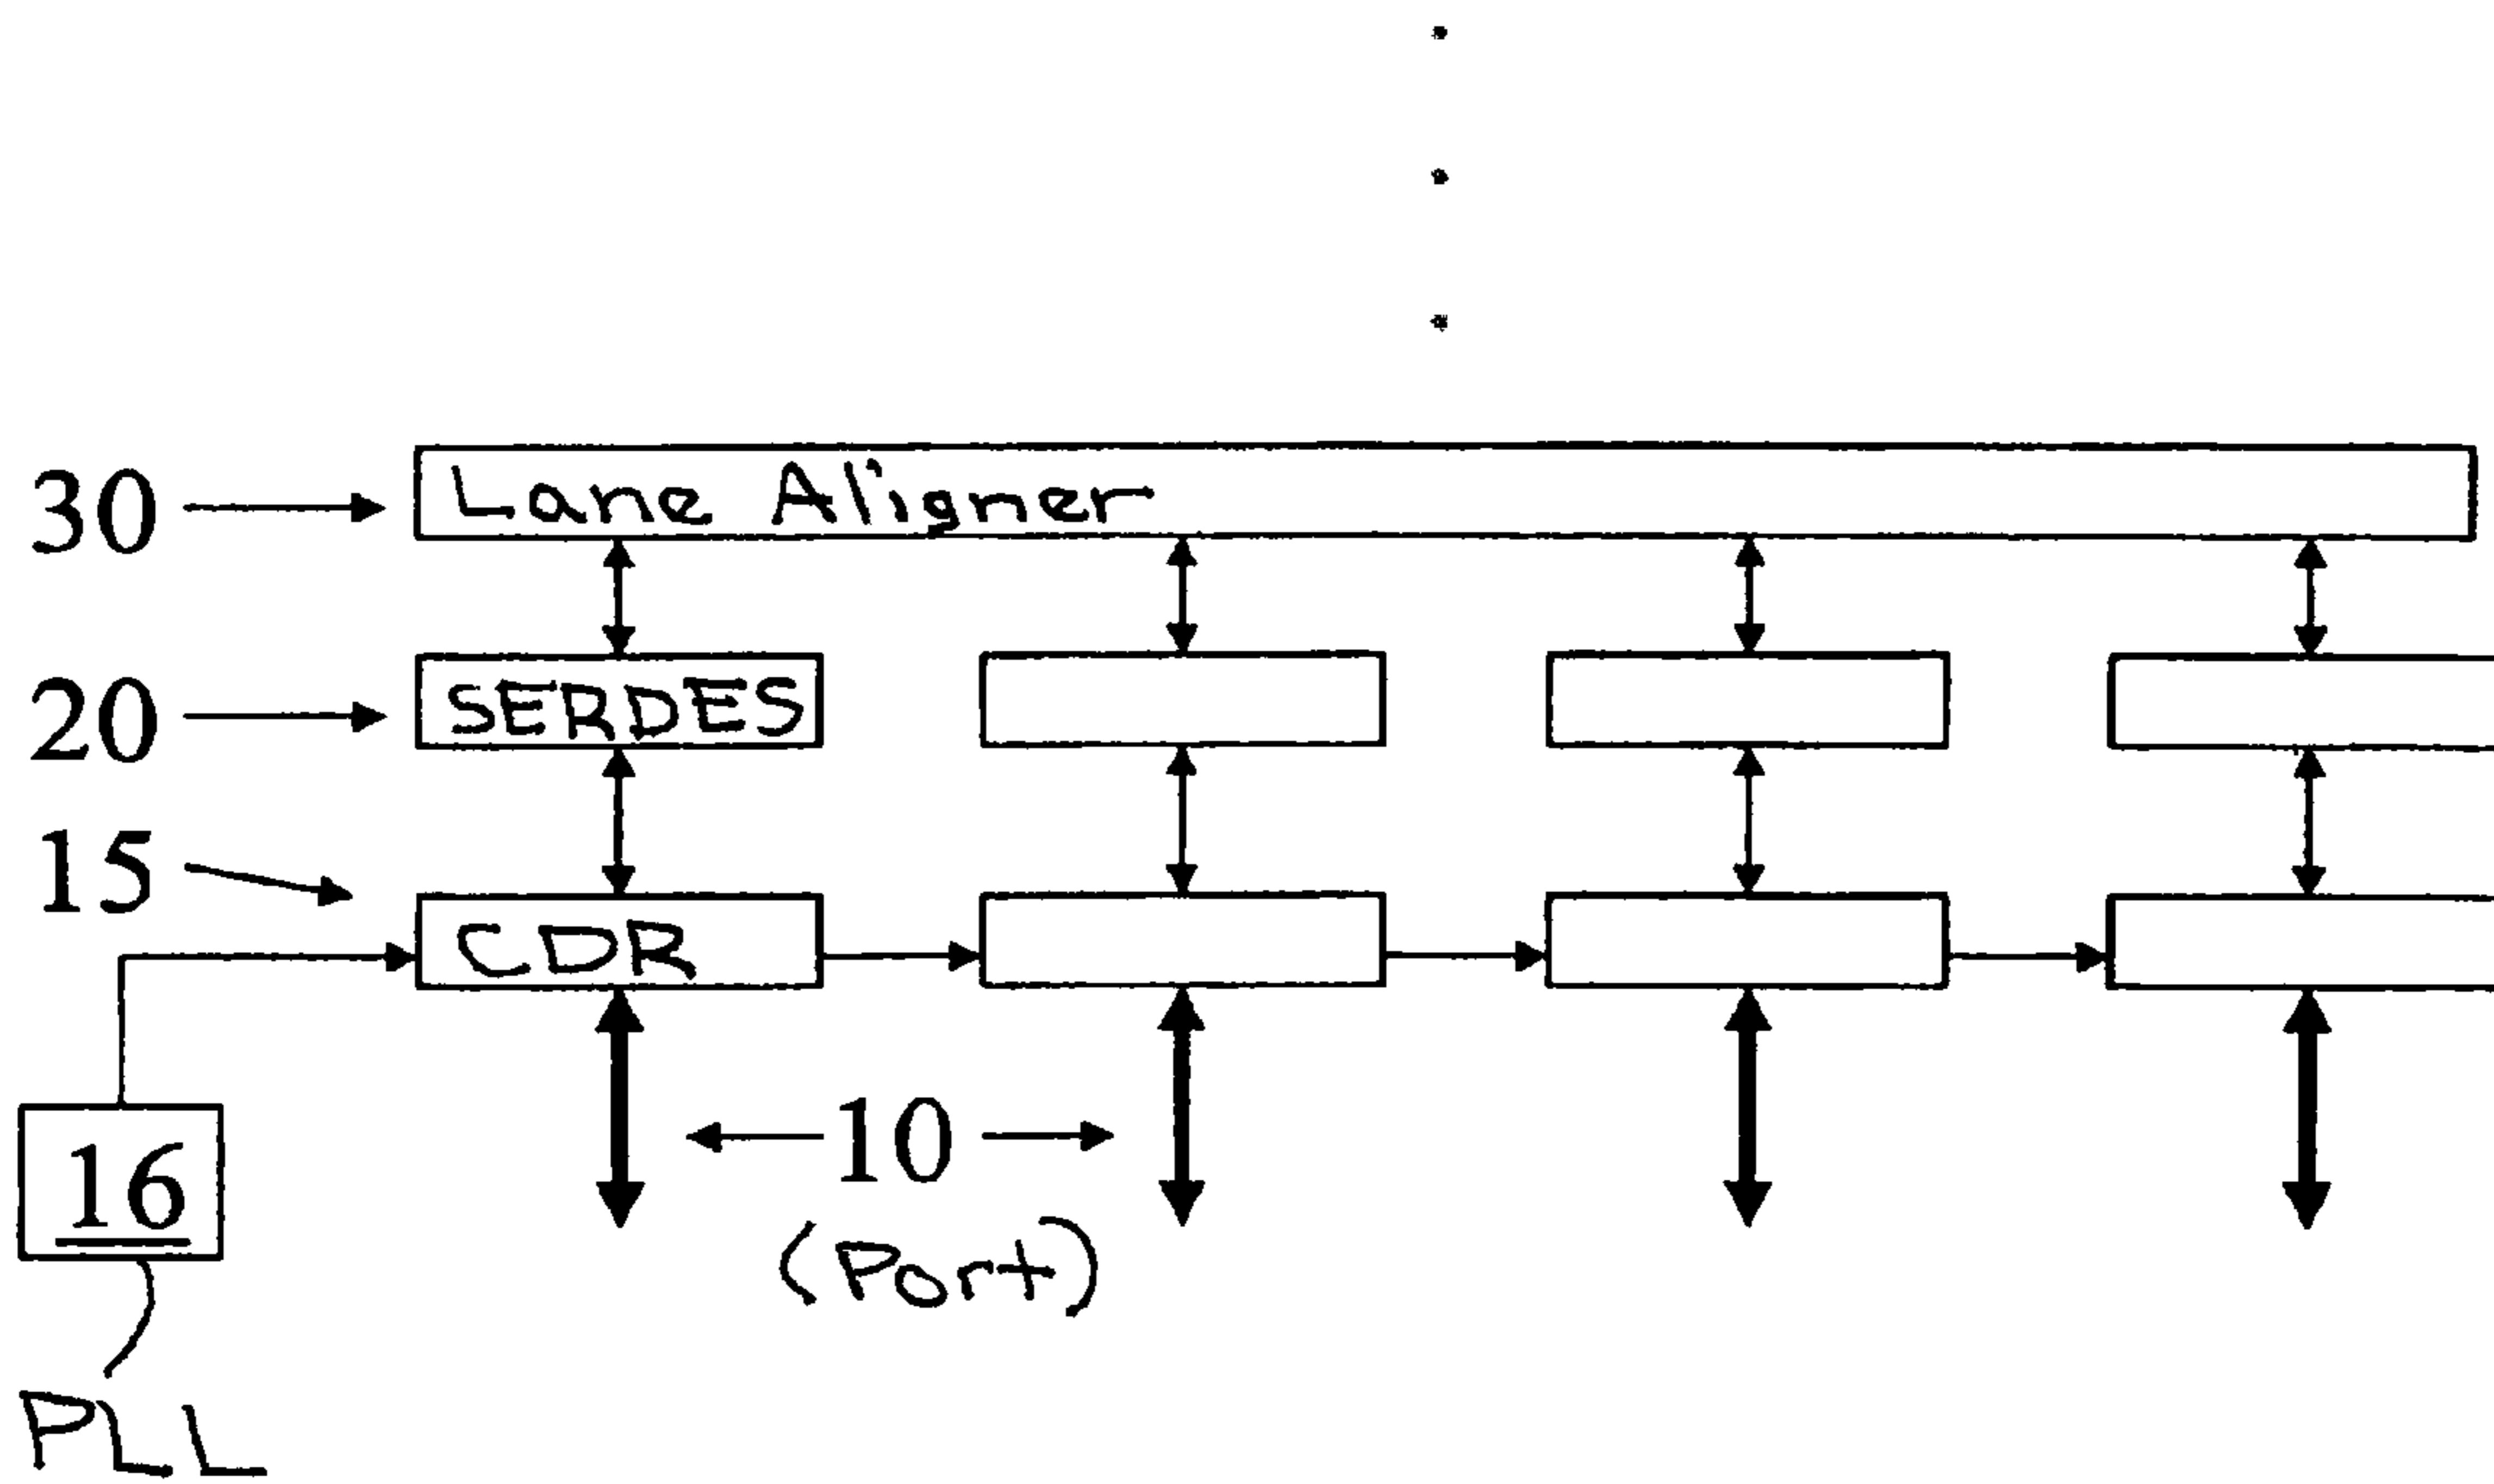 30 Lane Aligner
20 SERDES
15
CDR
10
16
(Port)
PLL